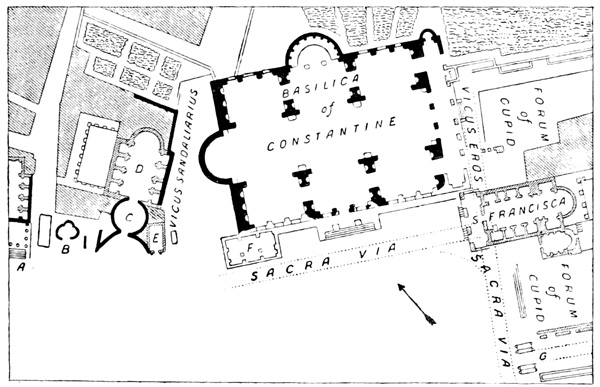 BASILICA
of
CONSTANTINE
VICUS SANDALIARIUS
VICUS EROS
FORUM
of
CUPID
D
C
B
E
A
F
S
FRANCISCA
SACRA VIA
SACRA VIA
FORUM
of
CUPID
G